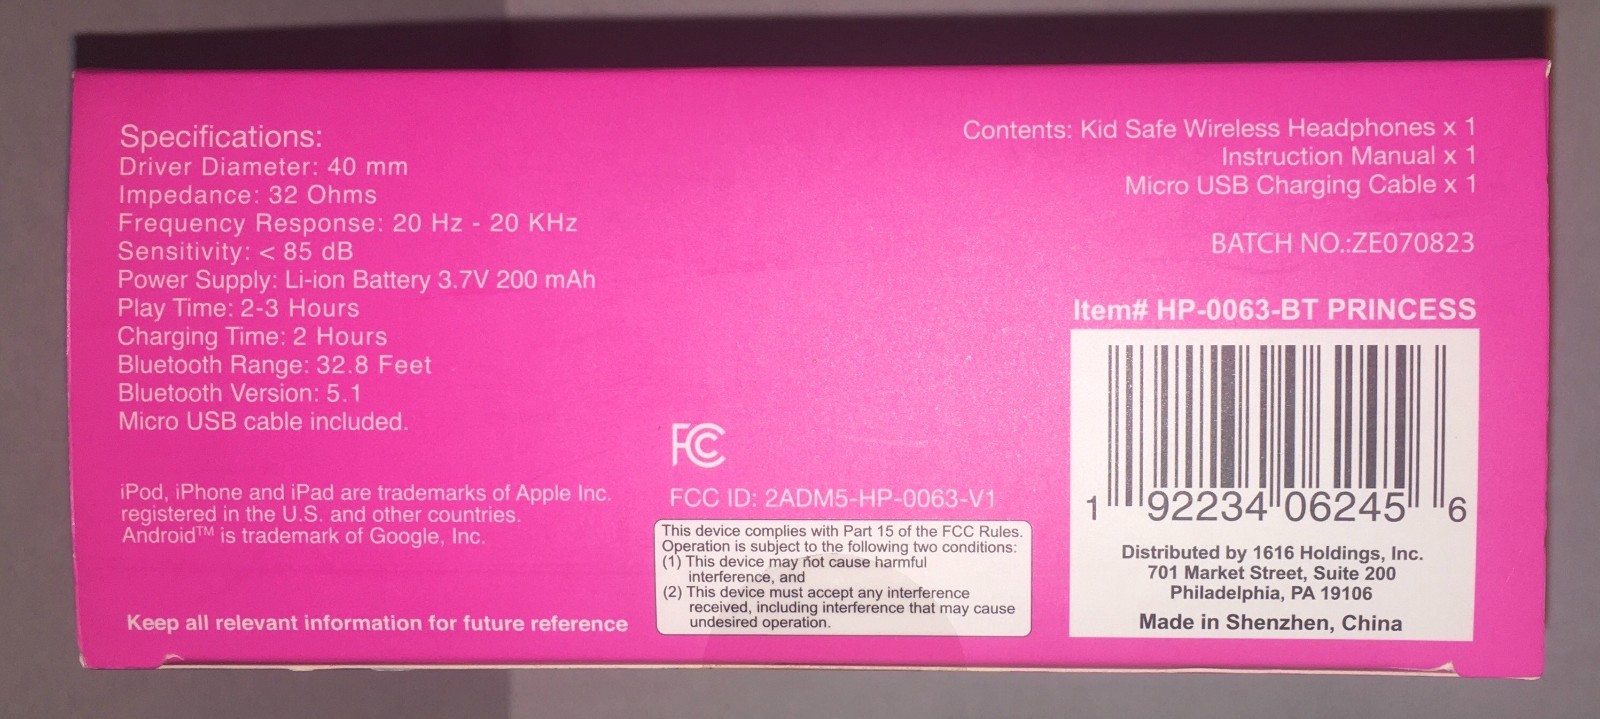 Specifications:
Driver Diameter: 40 mm
Impedance: 32 Ohms
Frequency Response: 20 Hz - 20 KHz
Sensitivity: < 85 dB
Power Supply: Li-ion Battery 3.7V 200 mAh
Play Time: 2-3 Hours
Charging Time: 2 Hours
Bluetooth Range: 32.8 Feet
Bluetooth Version: 5.1
Micro USB cable included.
iPod, iPhone and iPad are trademarks of Apple Inc.
registered in the U.S. and other countries.
Android™ is trademark of Google, Inc.
Keep all relevant information for future reference
FC
FCC ID: 2ADM5-HP-0063-V1
This device complies with Part 15 of the FCC Rules.
Operation is subject to the following two conditions:
(1) This device may not cause harmful
interference, and
(2) This device must accept any interference
received, including interference that may cause
undesired operation.
Contents: Kid Safe Wireless Headphones x 1
Instruction Manual x 1
Micro USB Charging Cable x 1
BATCH NO.:ZE070823
Item# HP-0063-BT PRINCESS
1 92234 06245 6
Distributed by 1616 Holdings, Inc.
701 Market Street, Suite 200
Philadelphia, PA 19106
Made in Shenzhen, China